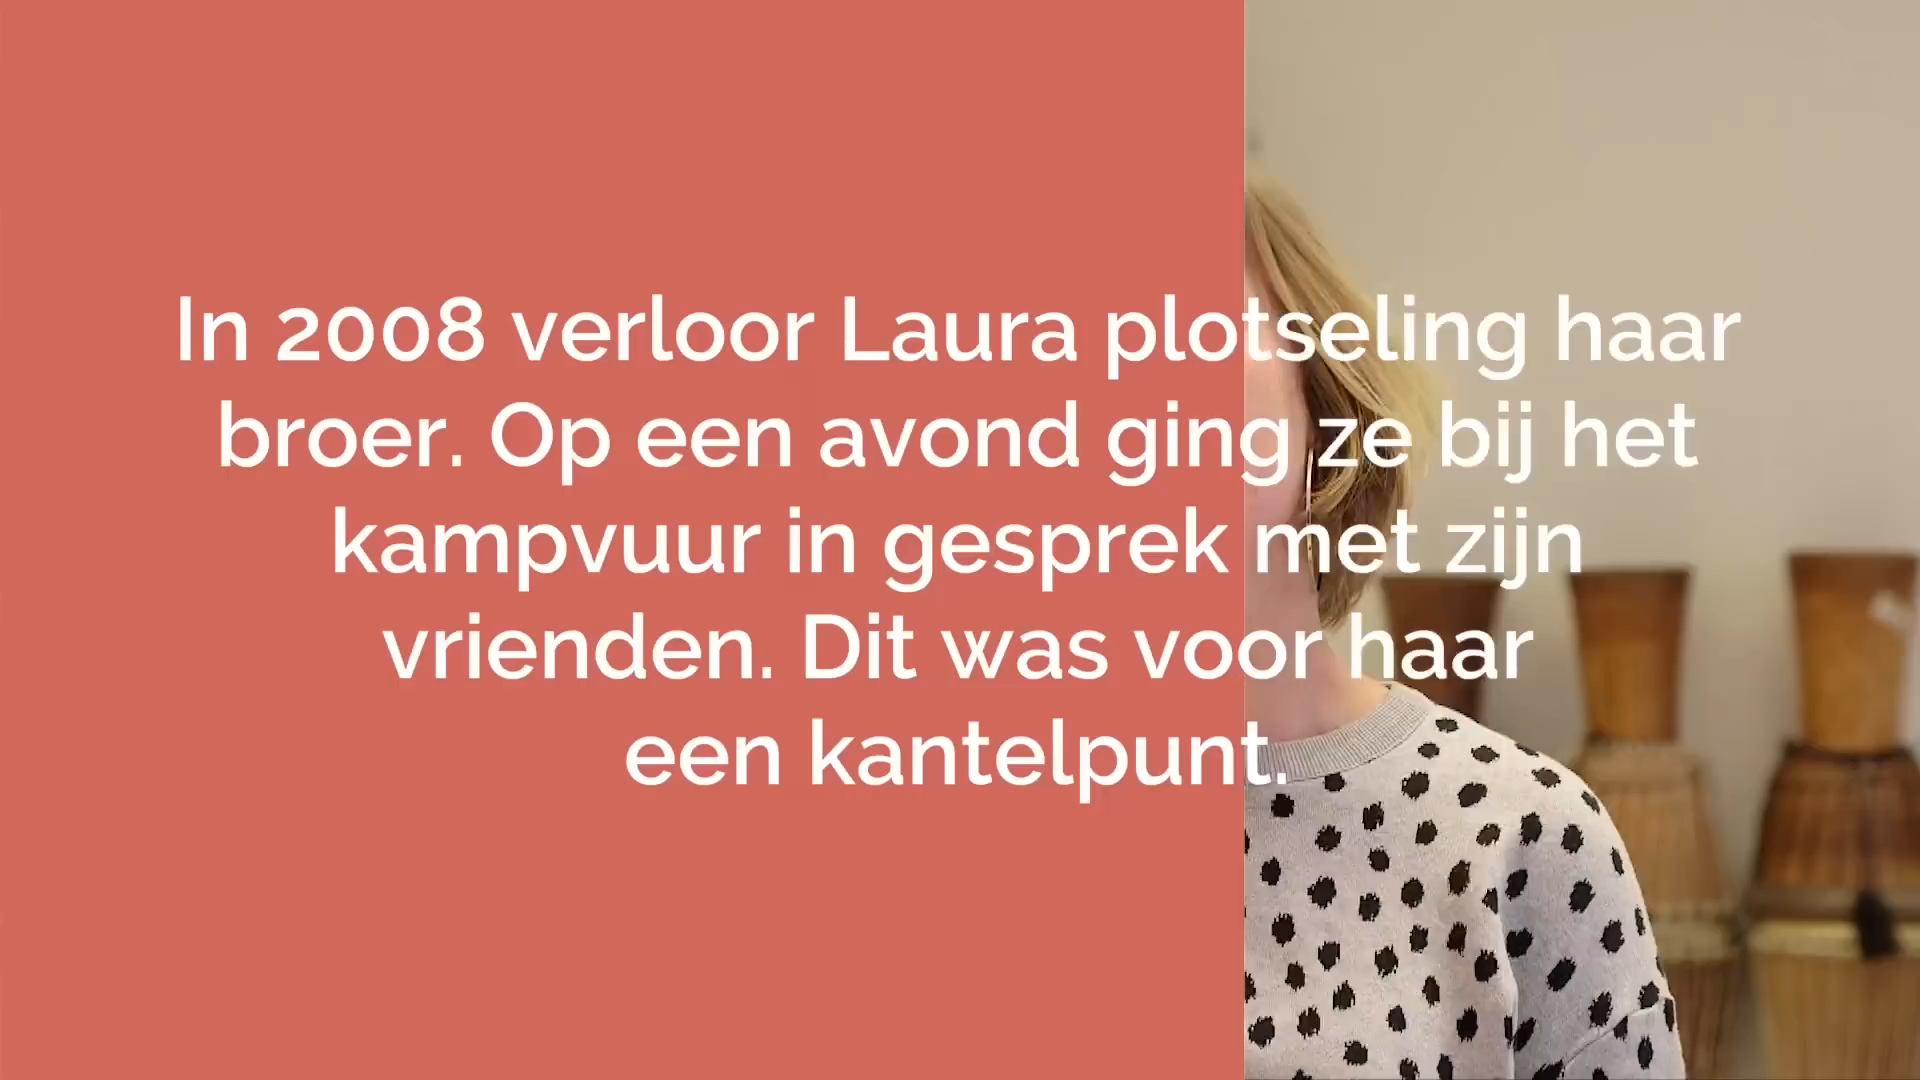 In 2008 verloor Laura plotseling haar
broer. Op een avond ging ze bij het
kampvuur in gesprek met zijn
vrienden. Dit was voor haar
een kantelpunt.